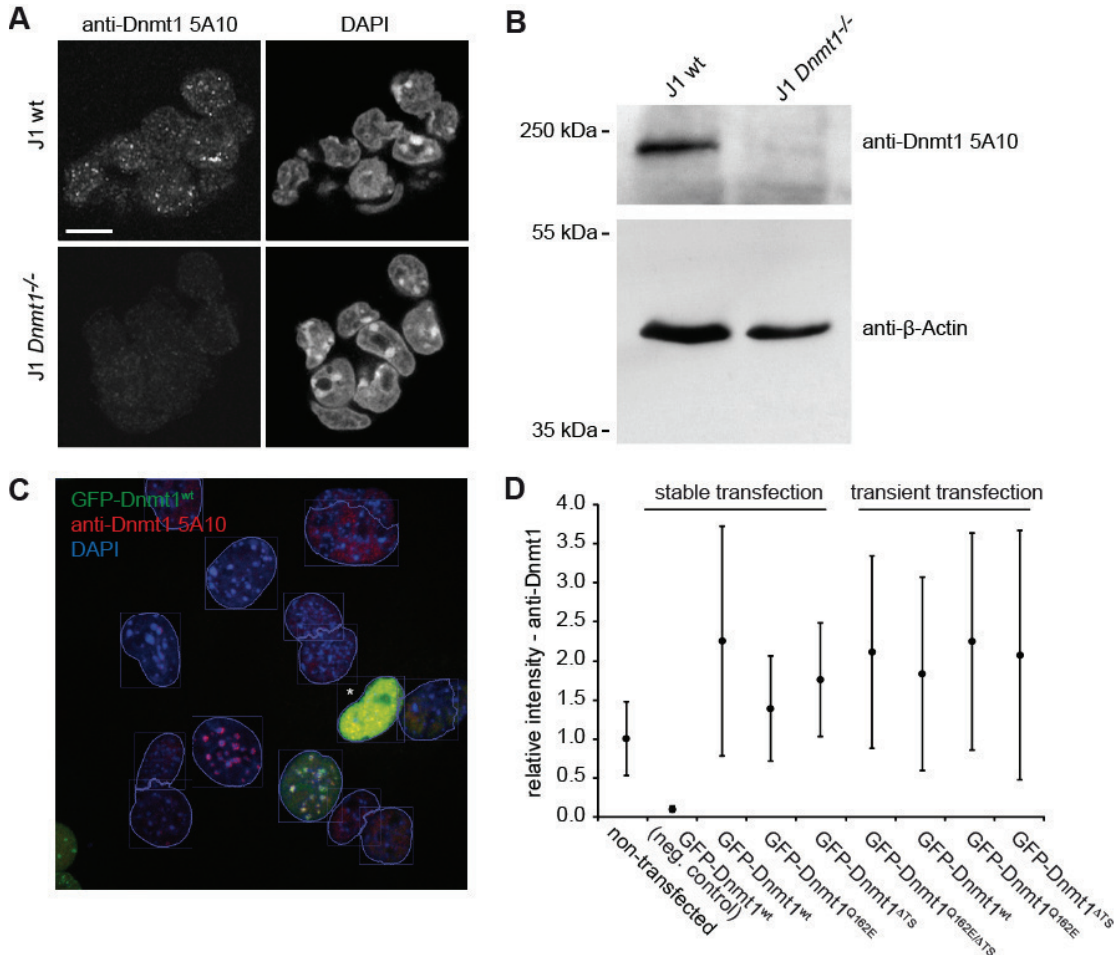 A
anti-Dnmt1 5A10
DAPI
J1 wt
J1 Dnmt1-/-
B
J1 wt
J1 Dnmt1-/-
250 kDa -
anti-Dnmt1 5A10
55 kDa -
anti-β-Actin
35 kDa -
C
GFP-Dnmt1wt
anti-Dnmt1 5A10
DAPI
*
D
stable transfection
transient transfection
relative intensity - anti-Dnmt1
4.0
3.5
3.0
2.5
2.0
1.5
1.0
0.5
0.0
non-transfected
(neg. control)
GFP-Dnmt1wt
GFP-Dnmt1wt
GFP-Dnmt1Q162E
GFP-Dnmt1ΔTS
GFP-Dnmt1Q162E/ΔTS
GFP-Dnmt1wt
GFP-Dnmt1Q162E
GFP-Dnmt1ΔTS